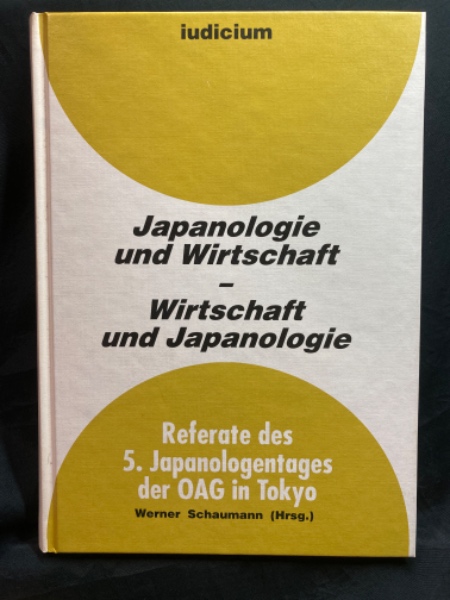 iudicium
Japanologie
und Wirtschaft
–
Wirtschaft
und Japanologie
Referate des
5. Japanologentages
der OAG in Tokyo
Werner Schaumann (Hrsg.)